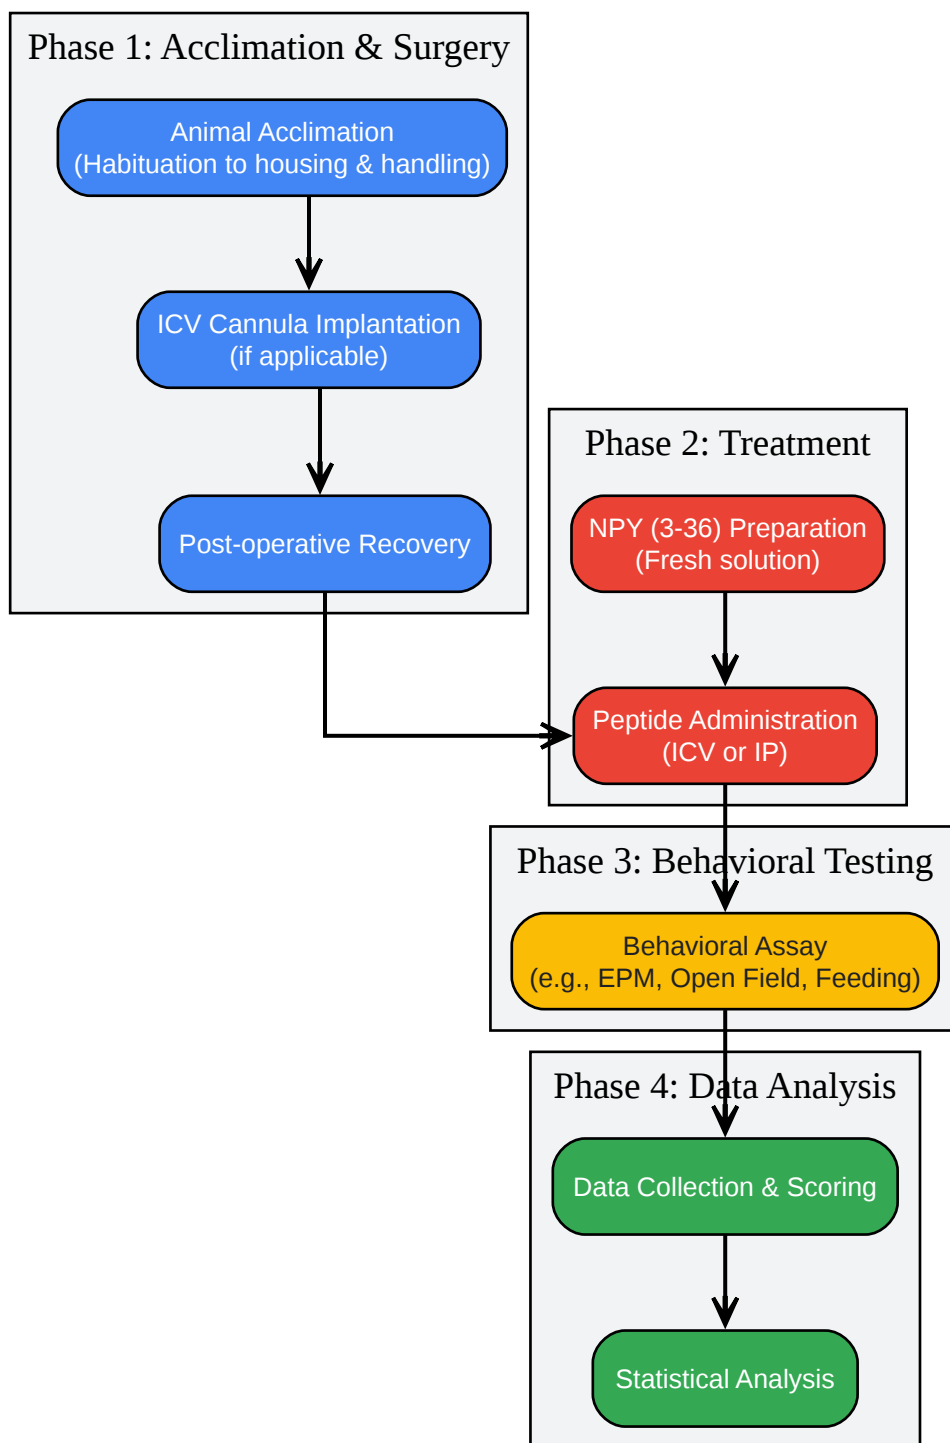 Phase 1: Acclimation & Surgery
Animal Acclimation
(Habituation to housing & handling)
ICV Cannula Implantation
(if applicable)
Post-operative Recovery
Phase 2: Treatment
NPY (3-36) Preparation
(Fresh solution)
Peptide Administration
(ICV or IP)
Phase 3: Behavioral Testing
Behavioral Assay
(e.g., EPM, Open Field, Feeding)
Phase 4: Data Analysis
Data Collection & Scoring
Statistical Analysis